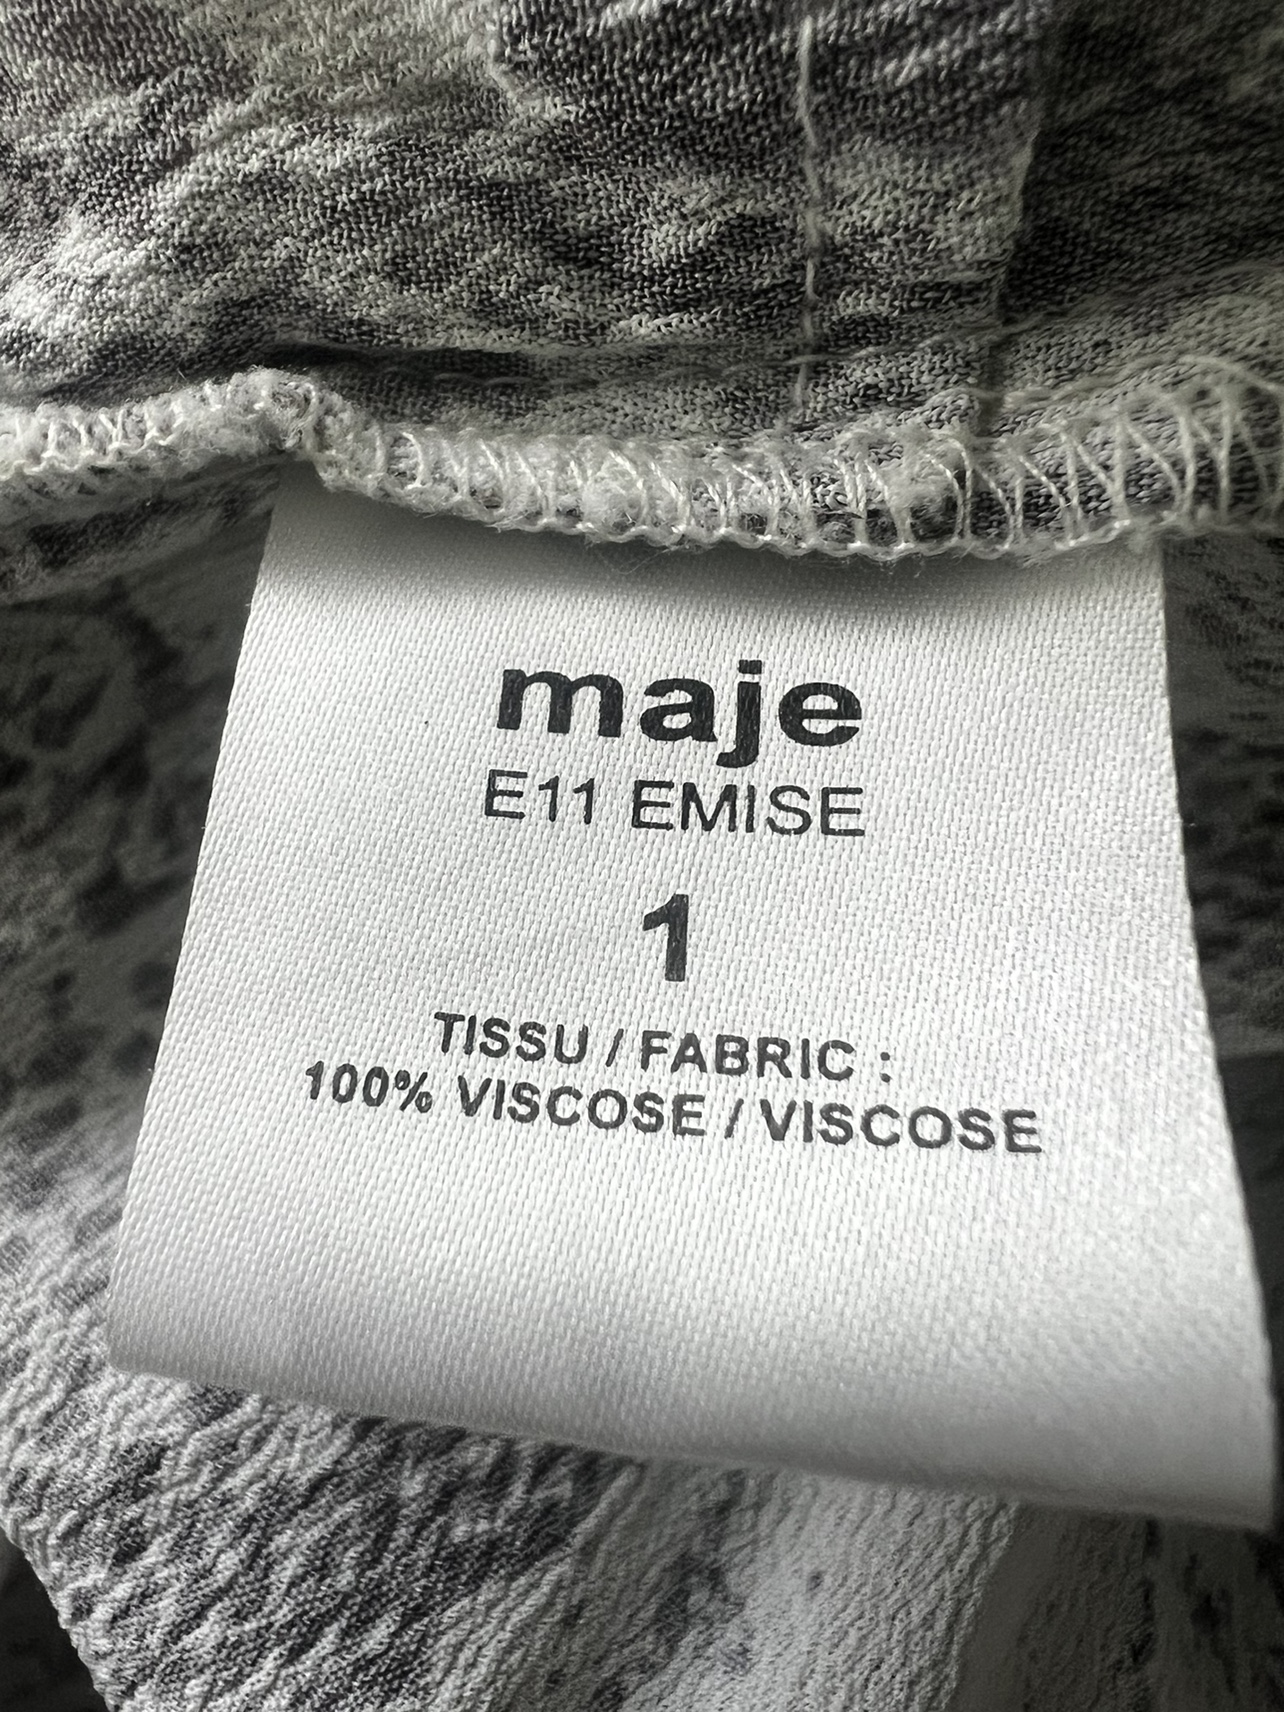 maje
E11 EMISE
1
TISSU / FABRIC :
100% VISCOSE / VISCOSE